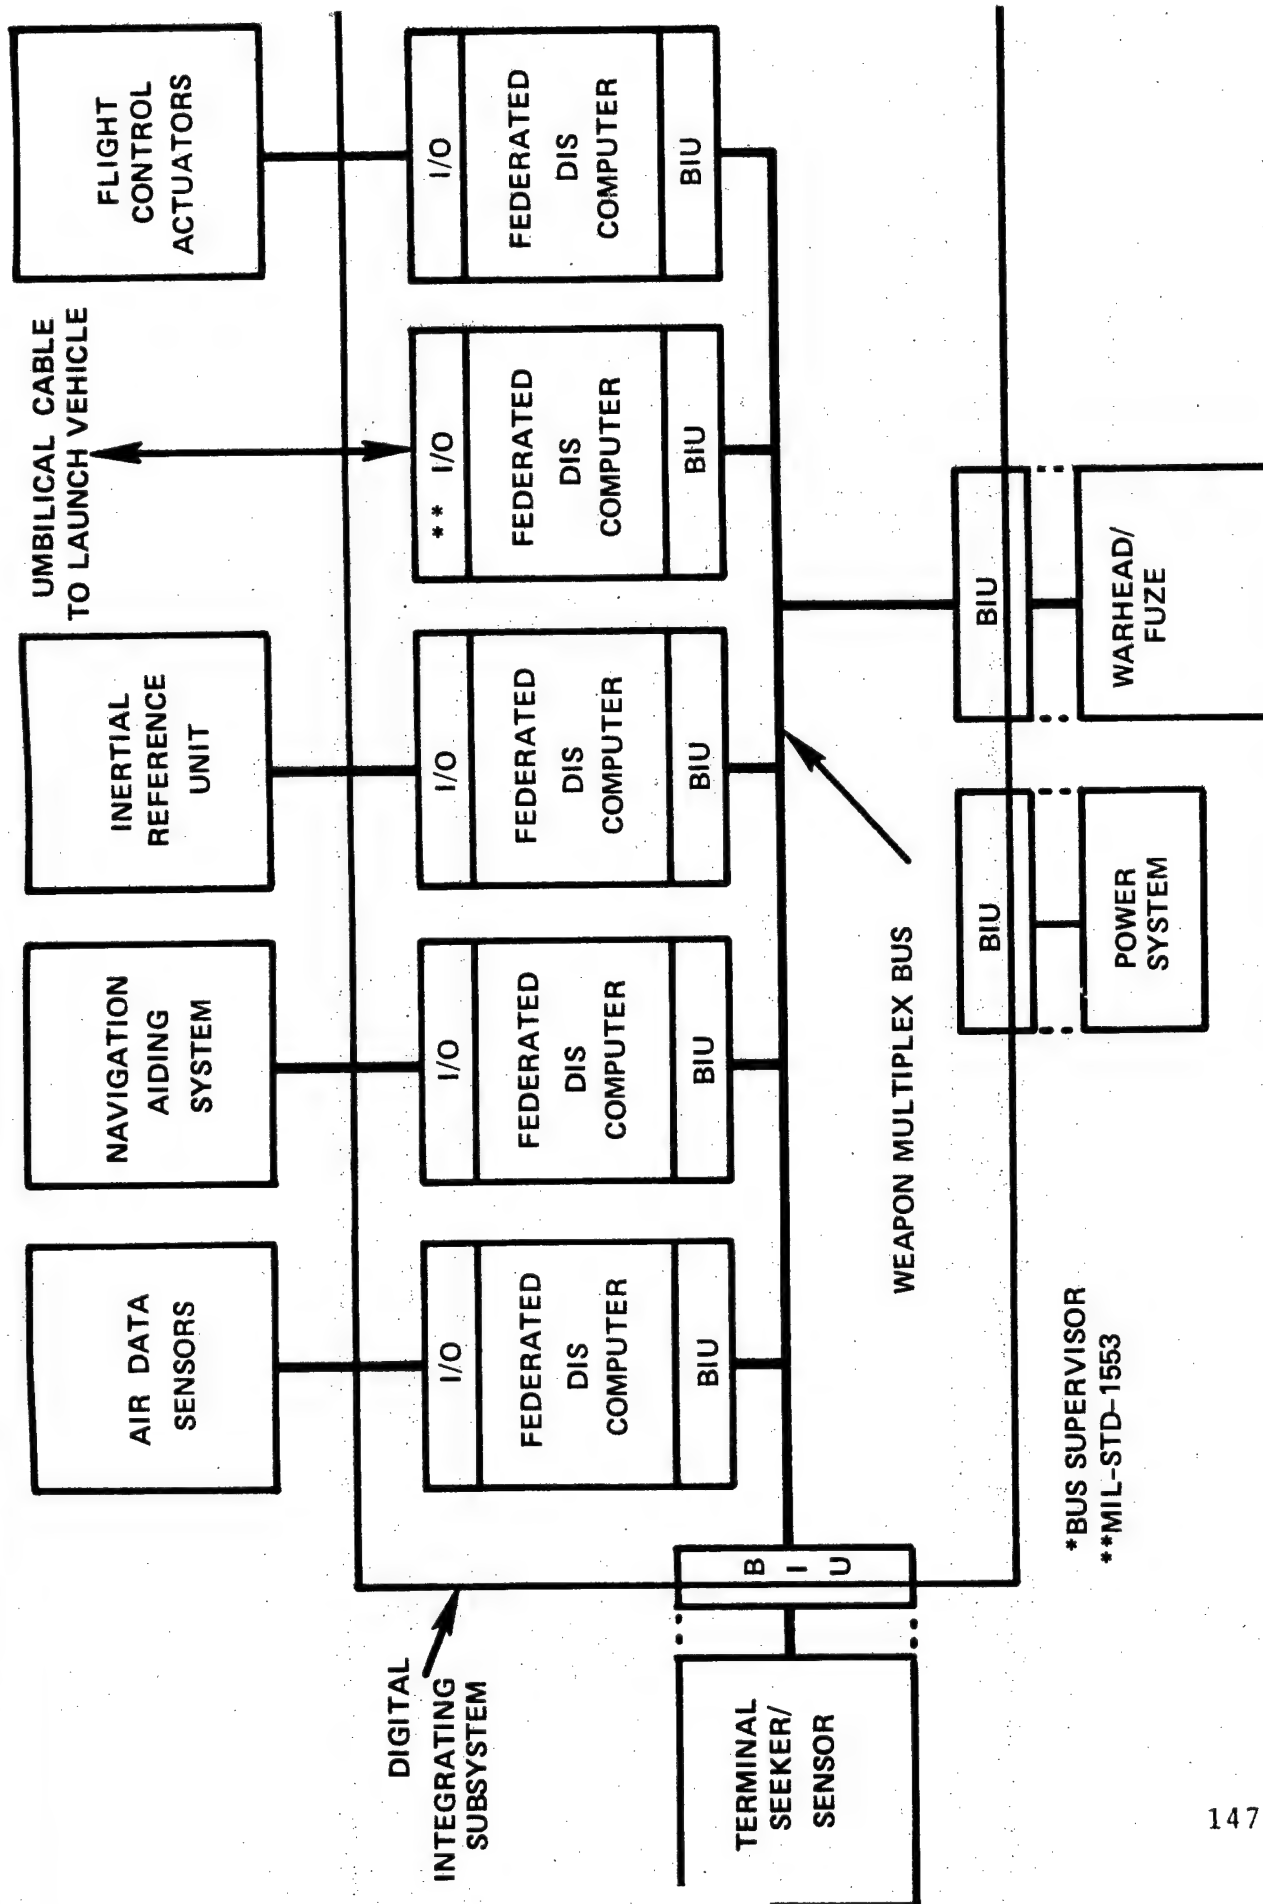 AIR DATA
SENSORS
NAVIGATION
AIDING
SYSTEM
INERTIAL
REFERENCE
UNIT
UMBILICAL CABLE
TO LAUNCH VEHICLE
FLIGHT
CONTROL
ACTUATORS
DIGITAL
INTEGRATING
SUBSYSTEM
I/O
FEDERATED
DIS
COMPUTER
BIU
I/O
FEDERATED
DIS
COMPUTER
BIU
I/O
FEDERATED
DIS
COMPUTER
BIU
** I/O
FEDERATED
DIS
COMPUTER
BIU
I/O
FEDERATED
DIS
COMPUTER
BIU
TERMINAL
SEEKER/
SENSOR
B
I
U
WEAPON MULTIPLEX BUS
BIU
POWER
SYSTEM
BIU
WARHEAD/
FUZE
*BUS SUPERVISOR
**MIL-STD-1553
147